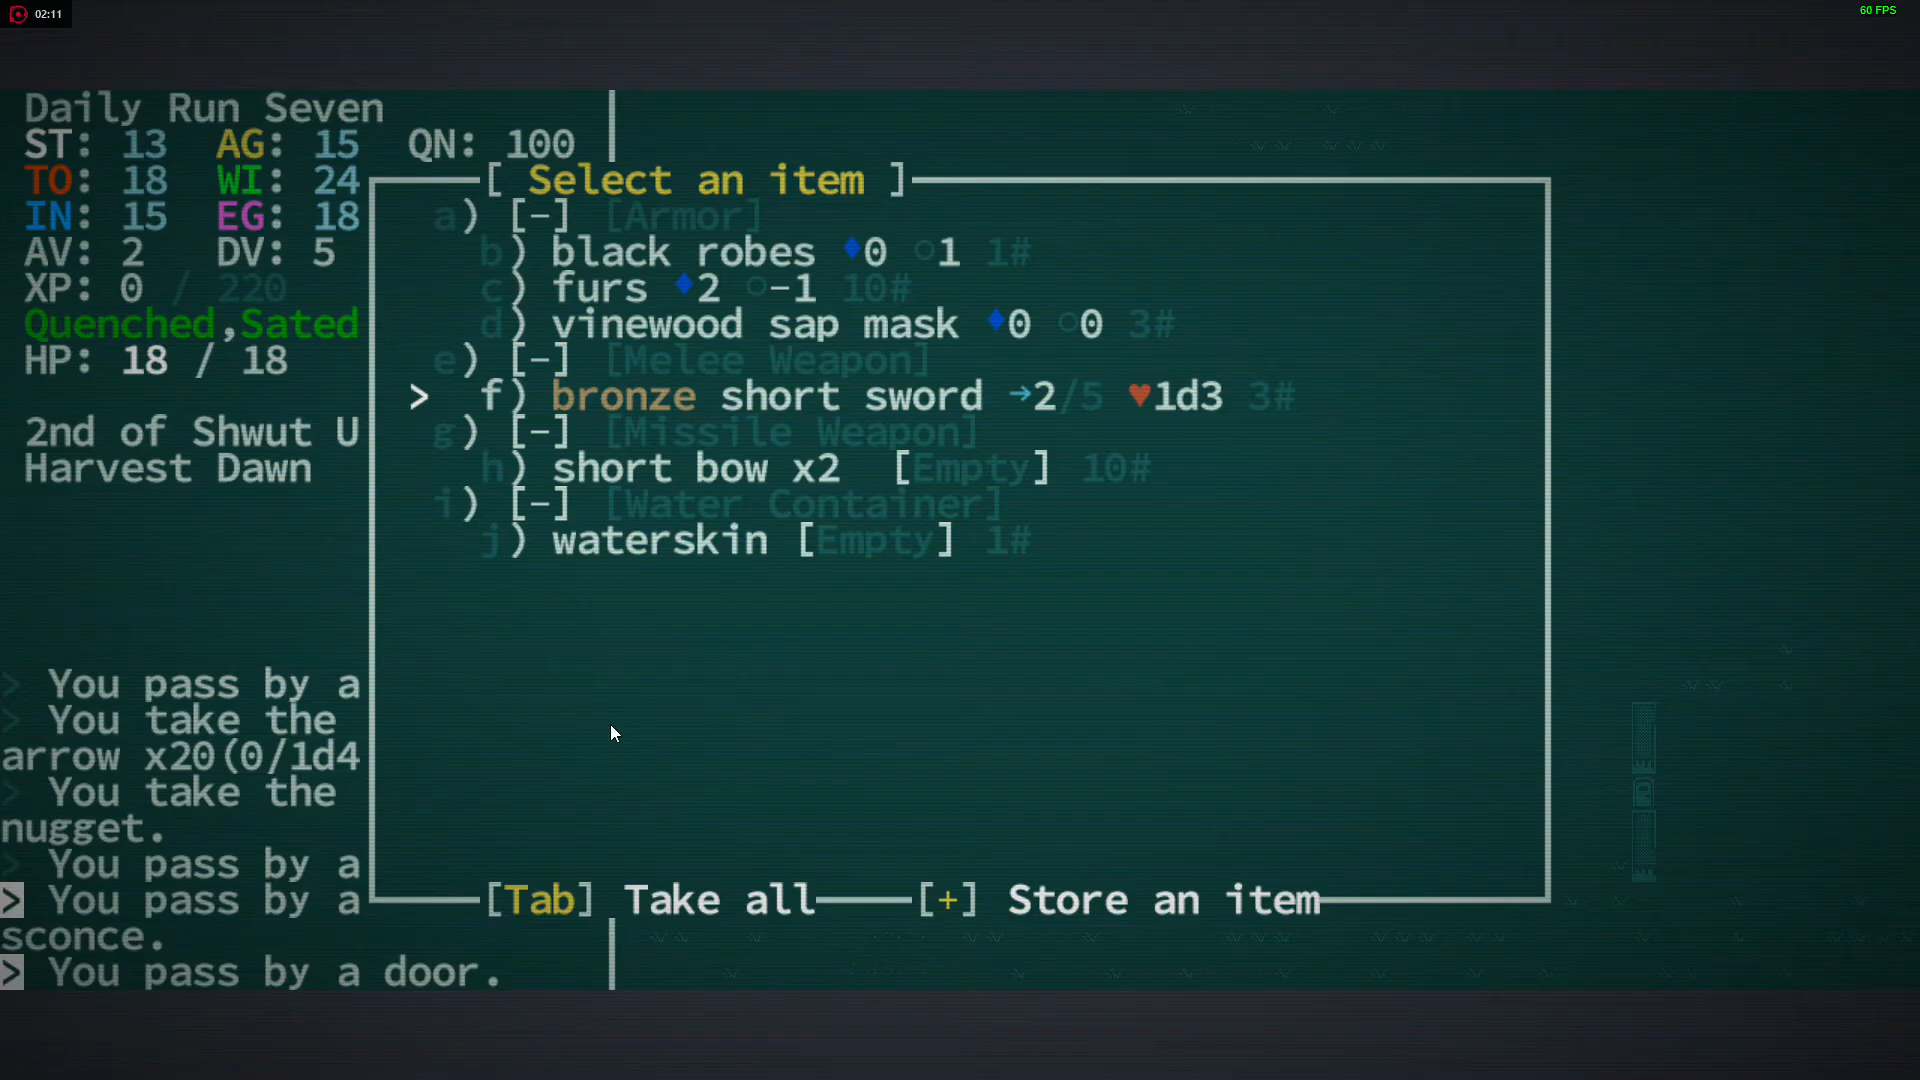 02:11
60 FPS
Daily Run Seven
ST: 13 AG: 15 QN: 100
TO: 18 WI: 24
IN: 15 EG: 18
AV: 2 DV: 5
XP: 0 / 220
Quenched,Sated
HP: 18 / 18
2nd of Shwut U
Harvest Dawn
[ Select an item ]
a) [-] [Armor]
b) black robes ♦0 ○1 1#
c) furs ♦2 ○-1 10#
d) vinewood sap mask ♦0 ○0 3#
e) [-] [Melee Weapon]
> f) bronze short sword →2/5 ♥1d3 3#
g) [-] [Missile Weapon]
h) short bow x2 [Empty] 10#
i) [-] [Water Container]
j) waterskin [Empty] 1#
[Tab] Take all [+] Store an item
> You pass by a
> You take the
arrow x20(0/1d4
> You take the
nugget.
> You pass by a
> You pass by a
sconce.
> You pass by a door.